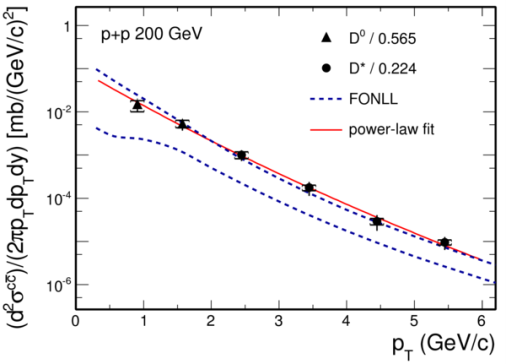 (d²σ^cc̄)/(2πp_T dp_T dy) [mb/(GeV/c)²]
p+p 200 GeV
D⁰ / 0.565
D* / 0.224
FONLL
power-law fit
1
10⁻²
10⁻⁴
10⁻⁶
0 1 2 3 4 5 6
p_T (GeV/c)